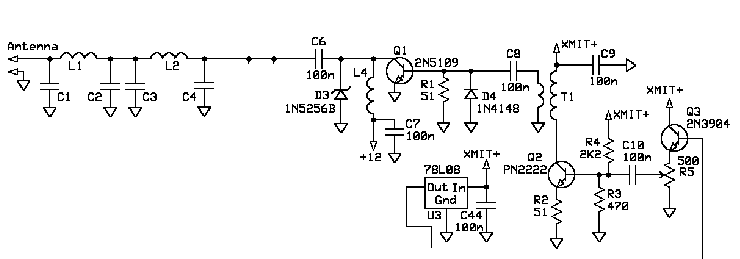 Antenna
L1
L2
C1
C2
C3
C4
C6
100n
D3
1N5256B
L4
C7
100n
+12
Q1
2N5109
R1
51
D4
1N4148
C8
100n
T1
XMIT+
C9
100n
Q2
PN2222
R2
51
R3
470
R4
2K2
XMIT+
C10
100n
XMIT+
Q3
2N3904
500
R5
78L08
Out In
Gnd
U3
XMIT+
C44
100n